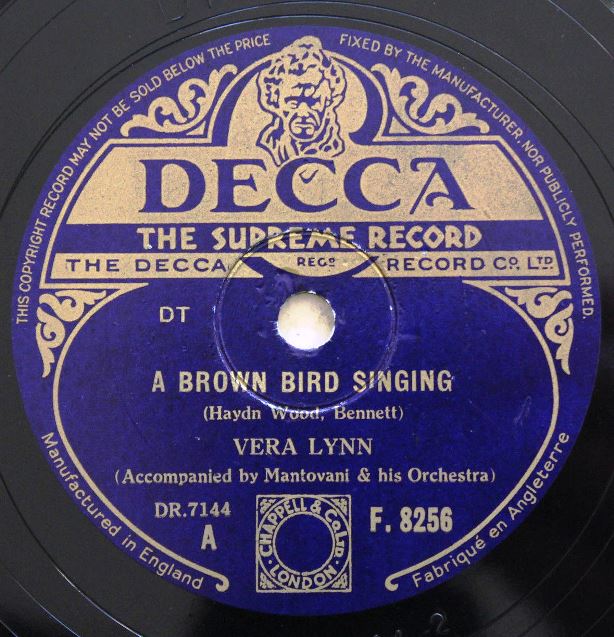 THIS COPYRIGHT RECORD MAY NOT BE SOLD BELOW THE PRICE FIXED BY THE MANUFACTURER, NOR PUBLICLY PERFORMED.
DECCA
THE SUPREME RECORD
THE DECCA REGD RECORD CO. LTD
DT
A BROWN BIRD SINGING
(Haydn Wood, Bennett)
VERA LYNN
(Accompanied by Mantovani & his Orchestra)
DR.7144
A
CHAPPELL & CO LTD
LONDON
F. 8256
Manufactured in England
Fabriqué en Angleterre
2